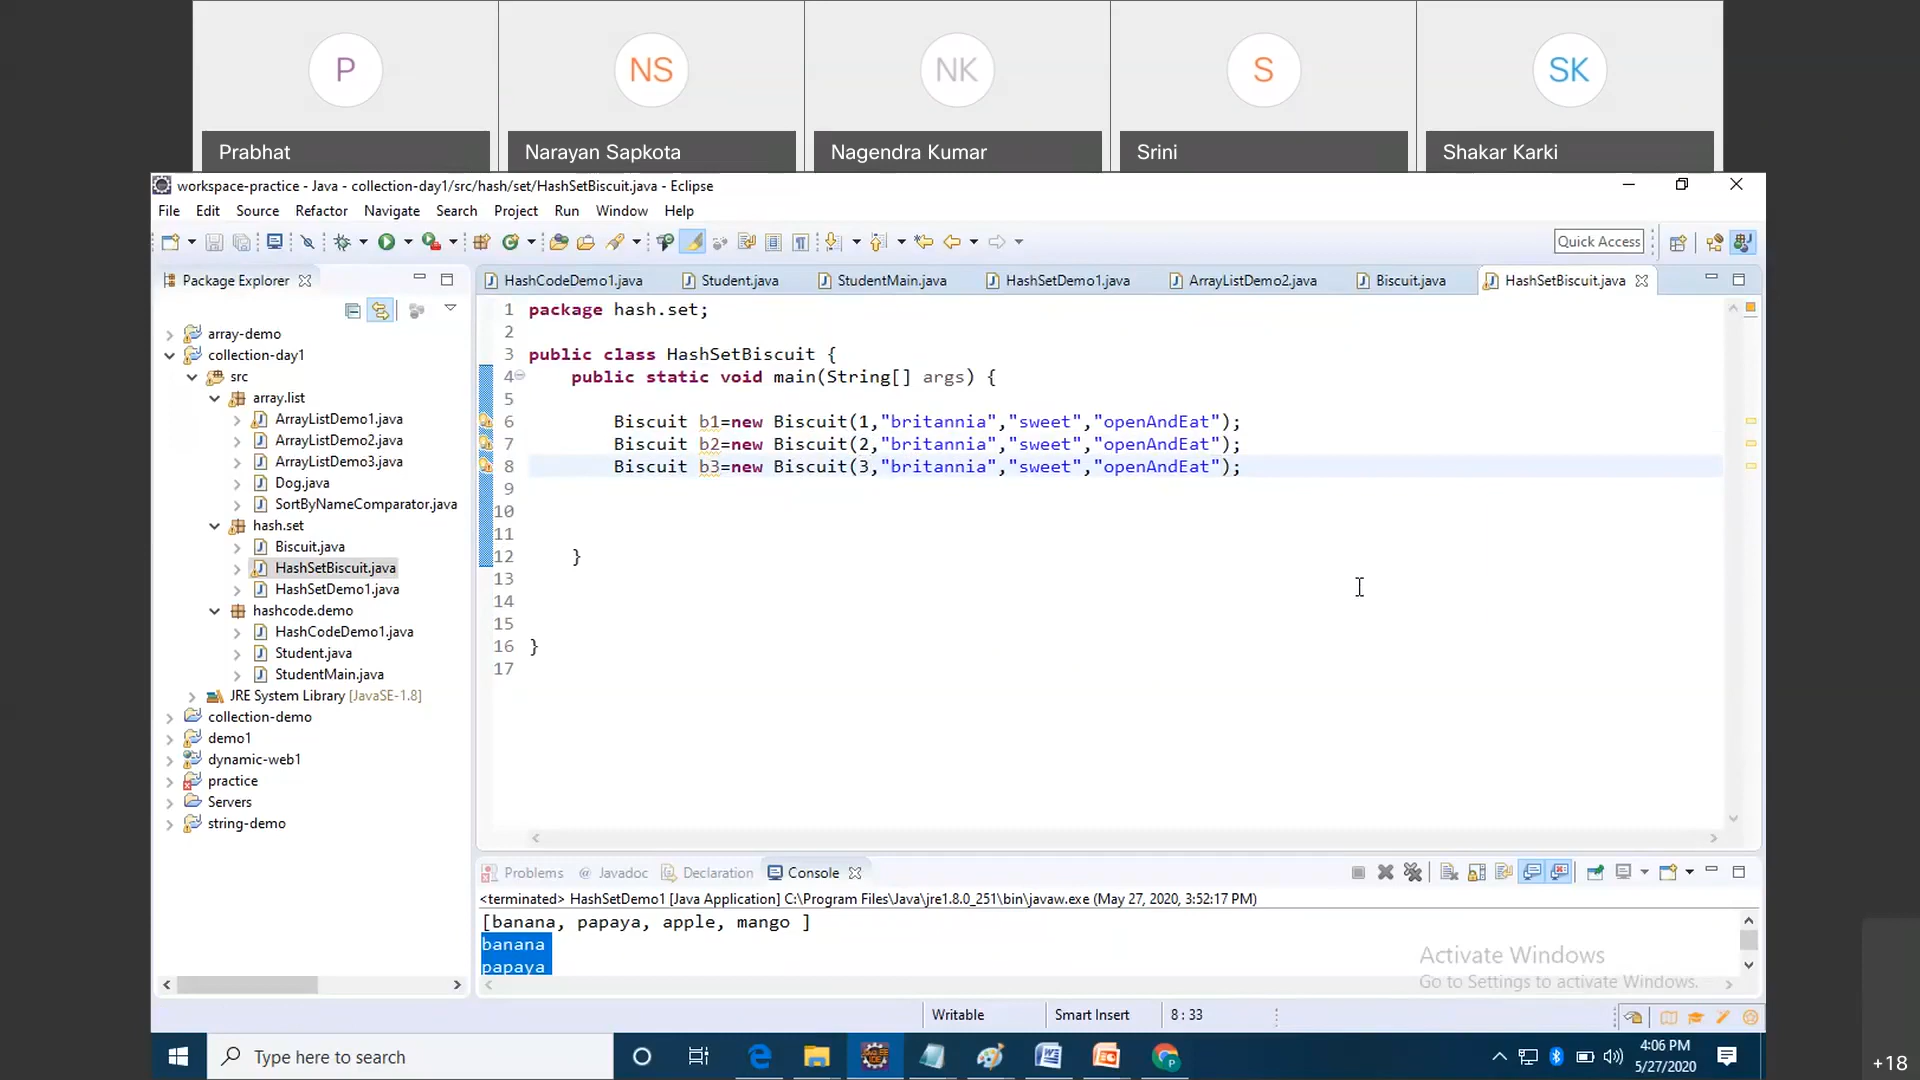 P
NS
NK
S
SK
Prabhat
Narayan Sapkota
Nagendra Kumar
Srini
Shakar Karki
workspace-practice - Java - collection-day1/src/hash/set/HashSetBiscuit.java - Eclipse
File Edit Source Refactor Navigate Search Project Run Window Help
Quick Access
Package Explorer
HashCodeDemo1.java Student.java StudentMain.java HashSetDemo1.java ArrayListDemo2.java Biscuit.java HashSetBiscuit.java
array-demo
collection-day1
src
array.list
ArrayListDemo1.java
ArrayListDemo2.java
ArrayListDemo3.java
Dog.java
SortByNameComparator.java
hash.set
Biscuit.java
HashSetBiscuit.java
HashSetDemo1.java
hashcode.demo
HashCodeDemo1.java
Student.java
StudentMain.java
JRE System Library [JavaSE-1.8]
collection-demo
demo1
dynamic-web1
practice
Servers
string-demo
1 package hash.set;
2
3 public class HashSetBiscuit {
4 public static void main(String[] args) {
5
6 Biscuit b1=new Biscuit(1,"britannia","sweet","openAndEat");
7 Biscuit b2=new Biscuit(2,"britannia","sweet","openAndEat");
8 Biscuit b3=new Biscuit(3,"britannia","sweet","openAndEat");
9
10
11
12 }
13
14
15
16 }
17
Problems @ Javadoc Declaration Console
<terminated> HashSetDemo1 [Java Application] C:\Program Files\Java\jre1.8.0_251\bin\javaw.exe (May 27, 2020, 3:52:17 PM)
[banana, papaya, apple, mango ]
banana
papaya
Activate Windows
Go to Settings to activate Windows.
Writable Smart Insert 8 : 33
Type here to search
4:06 PM
5/27/2020
+18